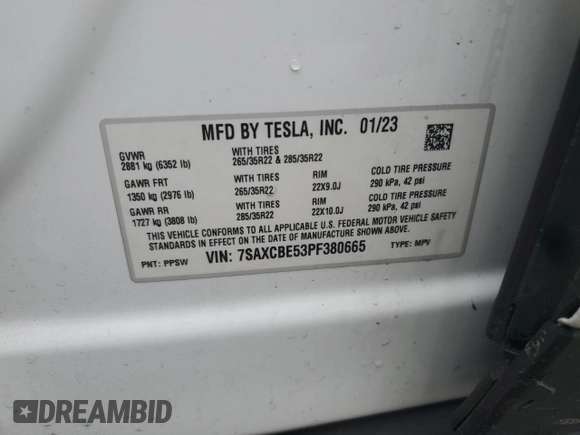 MFD BY TESLA, INC. 01/23
GVWR
2881 kg (6352 lb)
WITH TIRES
265/35R22 & 285/35R22
GAWR FRT
1350 kg (2976 lb)
WITH TIRES
265/35R22
RIM
22X9.0J
COLD TIRE PRESSURE
290 kPa, 42 psi
GAWR RR
1727 kg (3808 lb)
WITH TIRES
285/35R22
RIM
22X10.0J
COLD TIRE PRESSURE
290 kPa, 42 psi
THIS VEHICLE CONFORMS TO ALL APPLICABLE U.S. FEDERAL MOTOR VEHICLE SAFETY
STANDARDS IN EFFECT ON THE DATE OF MANUFACTURE SHOWN ABOVE.
PNT: PPSW
VIN: 7SAXCBE53PF380665
TYPE: MPV
DREAMBID